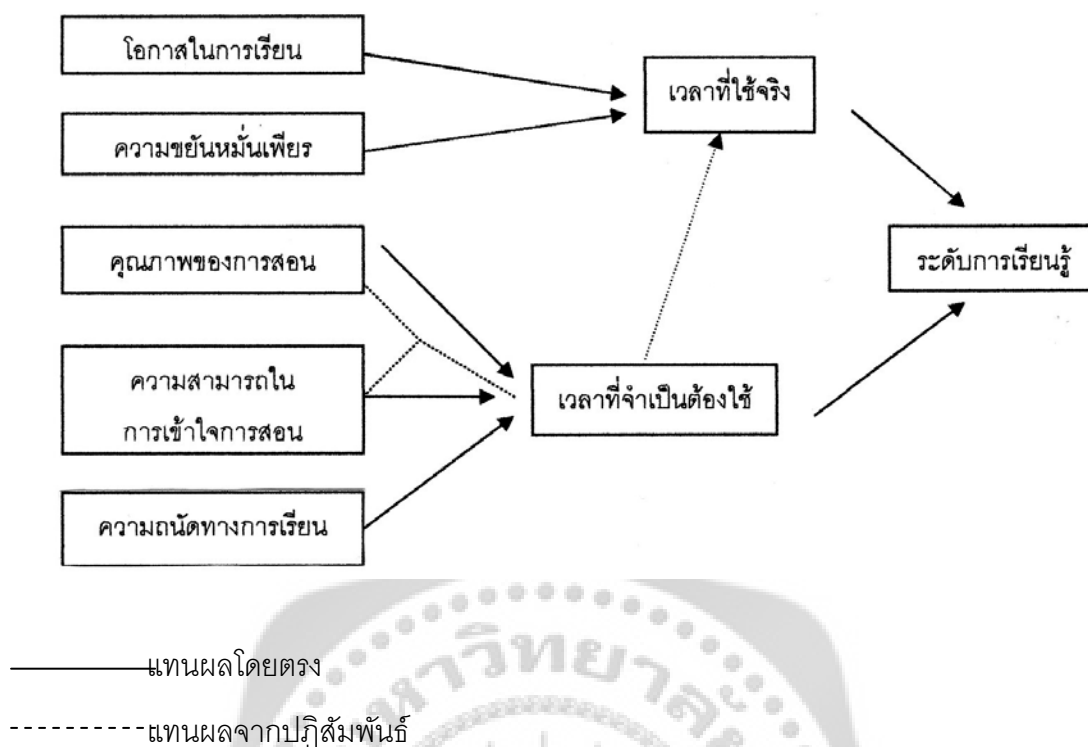 โอกาสในการเรียน
เวลาที่ใช้จริง
ความขยันหมั่นเพียร
คุณภาพของการสอน
ระดับการเรียนรู้
ความสามารถใน
การเข้าใจการสอน
เวลาที่จำเป็นต้องใช้
ความถนัดทางการเรียน
แทนผลโดยตรง
แทนผลจากปฏิสัมพันธ์